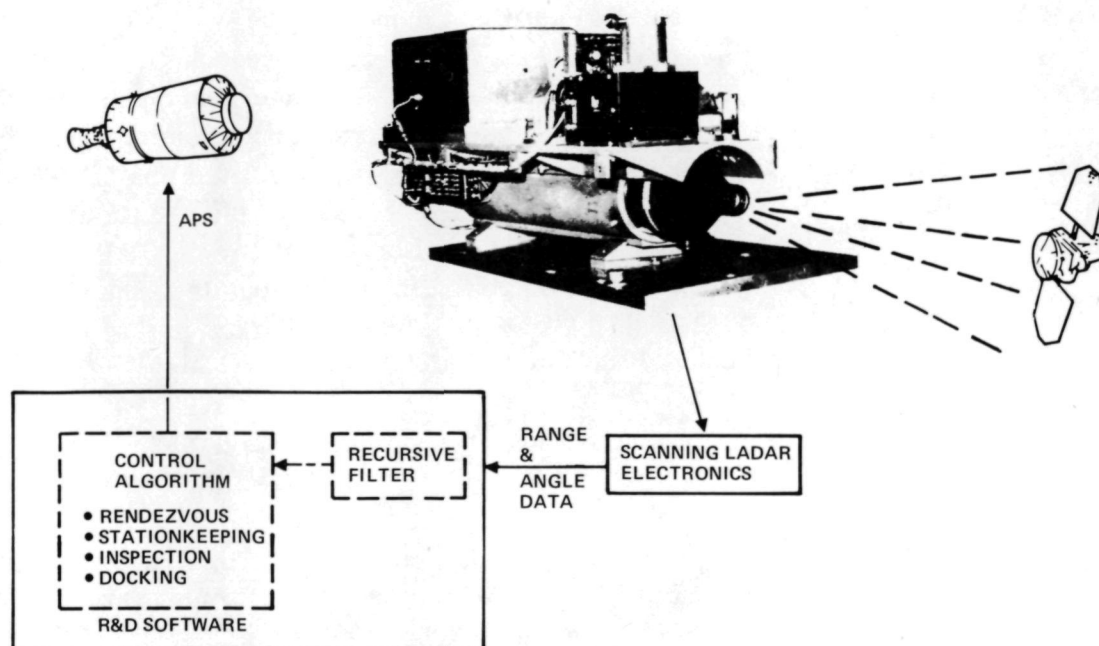 APS
CONTROL
ALGORITHM
• RENDEZVOUS
• STATIONKEEPING
• INSPECTION
• DOCKING
R&D SOFTWARE
RECURSIVE
FILTER
RANGE
&
ANGLE
DATA
SCANNING LADAR
ELECTRONICS